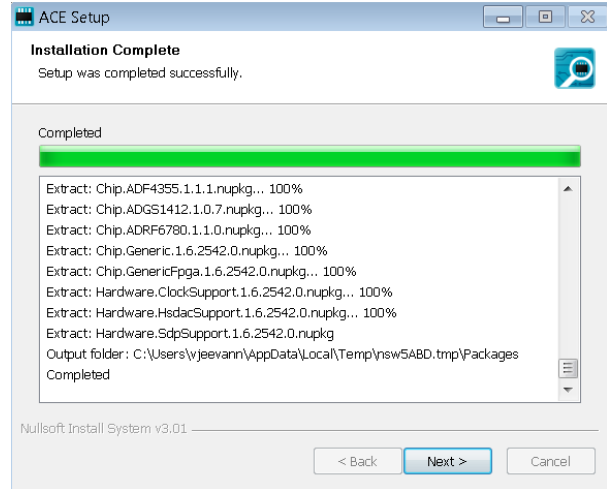 ACE Setup
Installation Complete
Setup was completed successfully.
Completed
Extract: Chip.ADF4355.1.1.1.nupkg... 100%
Extract: Chip.ADGS1412.1.0.7.nupkg... 100%
Extract: Chip.ADRF6780.1.1.0.nupkg... 100%
Extract: Chip.Generic.1.6.2542.0.nupkg... 100%
Extract: Chip.GenericFpga.1.6.2542.0.nupkg... 100%
Extract: Hardware.ClockSupport.1.6.2542.0.nupkg... 100%
Extract: Hardware.HsdacSupport.1.6.2542.0.nupkg... 100%
Extract: Hardware.SdpSupport.1.6.2542.0.nupkg
Output folder: C:\Users\vjeevann\AppData\Local\Temp\nsw5ABD.tmp\Packages
Completed
Nullsoft Install System v3.01
< Back Next > Cancel